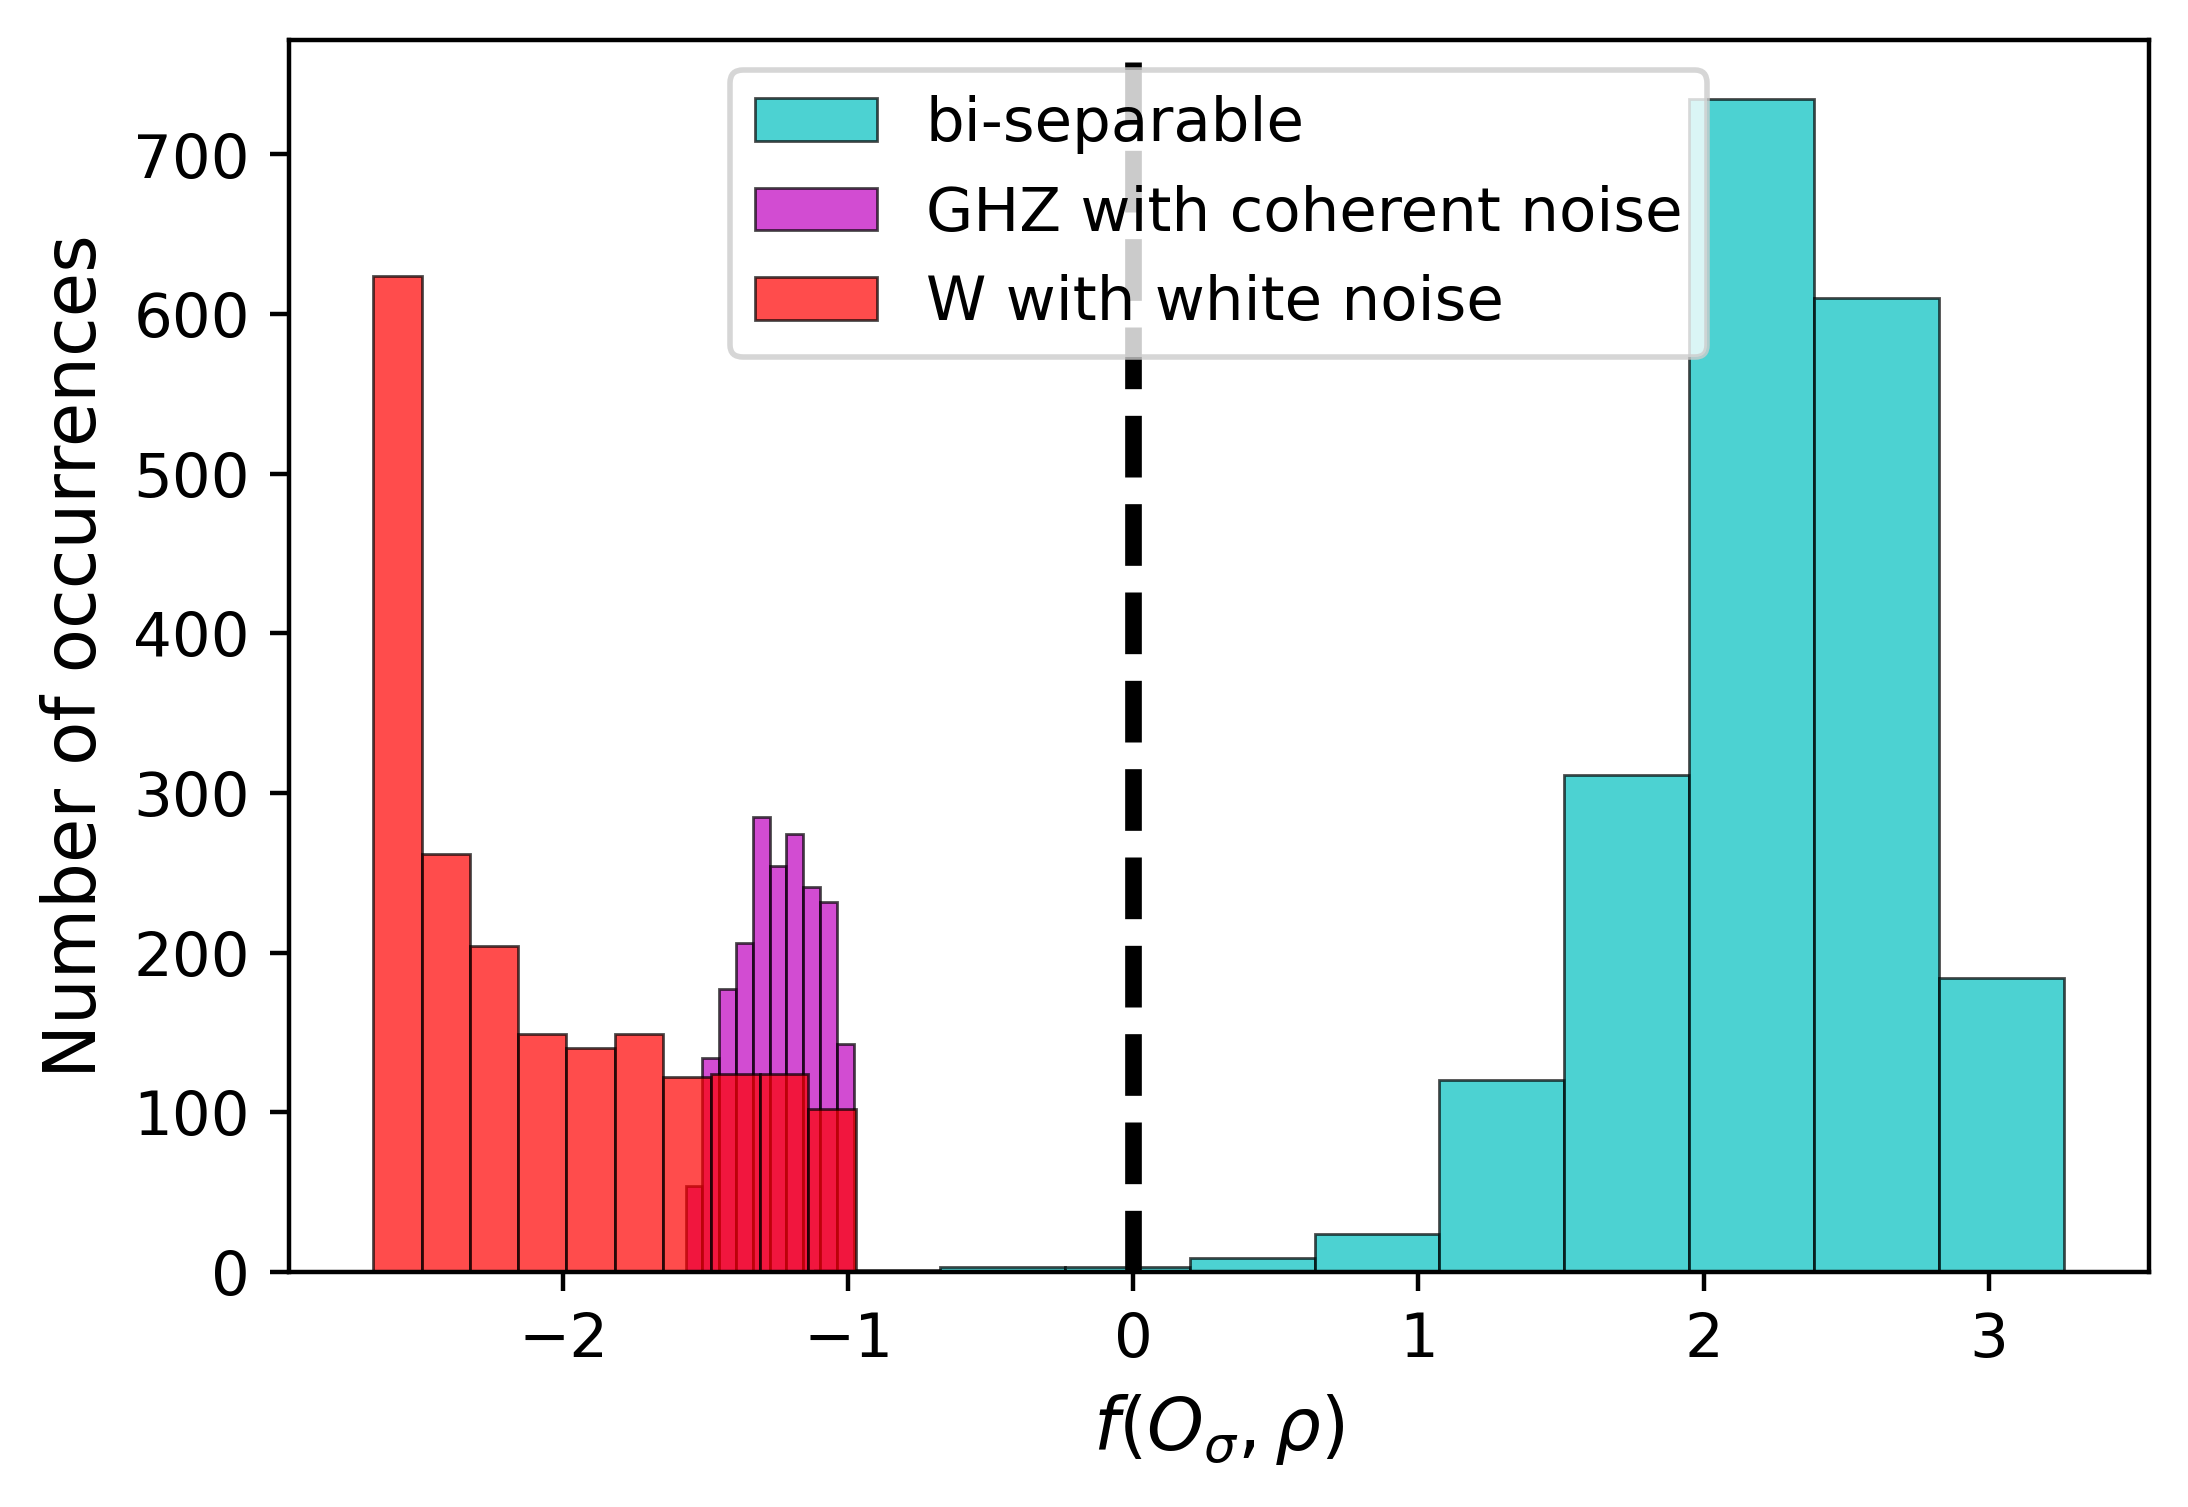 bi-separable
GHZ with coherent noise
W with white noise
Number of occurrences
700
600
500
400
300
200
100
0
−2 −1 0 1 2 3
f(O_σ, ρ)